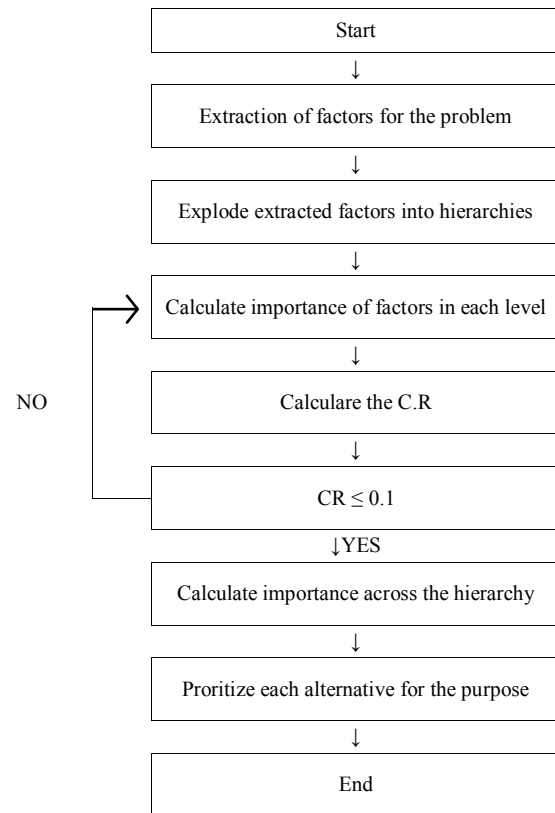 Start
↓
Extraction of factors for the problem
↓
Explode extracted factors into hierarchies
↓
Calculate importance of factors in each level
↓
NO
Calculare the C.R
↓
CR ≤ 0.1
↓YES
Calculate importance across the hierarchy
↓
Proritize each alternative for the purpose
↓
End